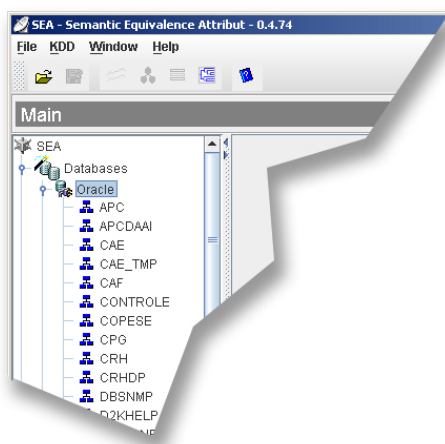 SEA - Semantic Equivalence Attribut - 0.4.74
File KDD Window Help
Main
SEA
Databases
Oracle
APC
APCDAAI
CAE
CAE_TMP
CAF
CONTROLE
COPESE
CPG
CRH
CRHDP
DBSNMP
D2KHELP